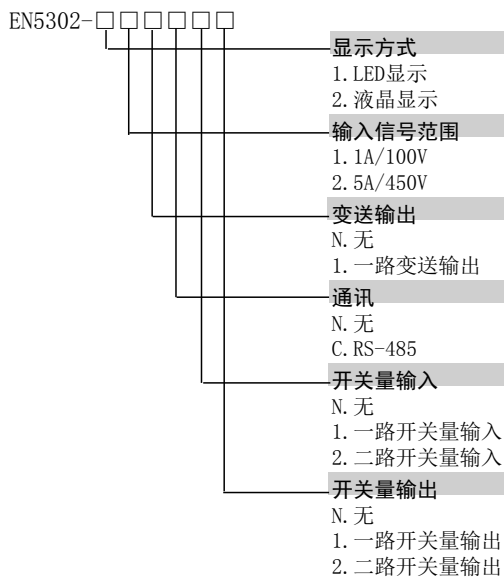 EN5302-□□□□□□
显示方式
1.LED显示
2.液晶显示
输入信号范围
1.1A/100V
2.5A/450V
变送输出
N.无
1.一路变送输出
通讯
N.无
C.RS-485
开关量输入
N.无
1.一路开关量输入
2.二路开关量输入
开关量输出
N.无
1.一路开关量输出
2.二路开关量输出